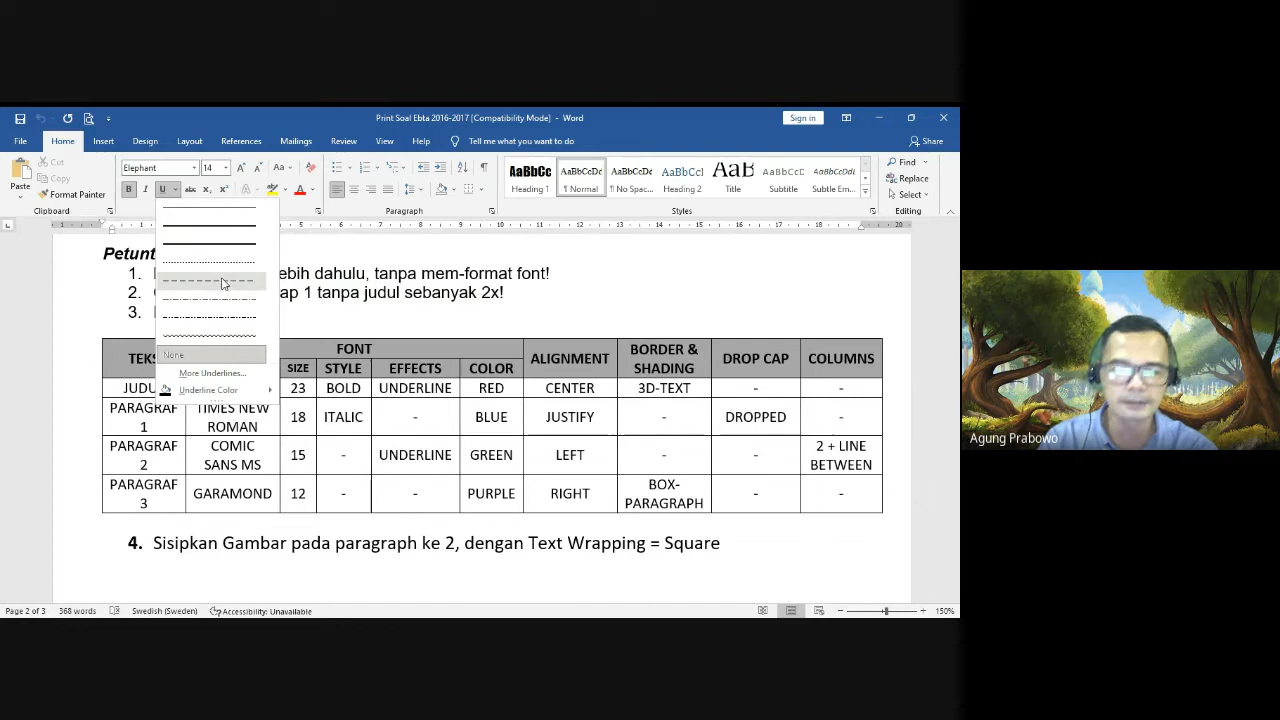 Print Soal Ebta 2016-2017 [Compatibility Mode] - Word
Sign in
File Home Insert Design Layout References Mailings Review View Help Tell me what you want to do
Share
Cut
Copy
Format Painter
Paste
Clipboard
Elephant 14
B I U abc
Paragraph
AaBbCc AaBbCcDc AaBbCcDc AaBbCc AaB AaBbCcD AaBbCcDc
Heading 1 ¶ Normal ¶ No Spac... Heading 2 Title Subtitle Subtle Em...
Styles
Find
Replace
Select
Editing
Petunt
1. ebih dahulu, tanpa mem-format font!
2. ap 1 tanpa judul sebanyak 2x!
3.
None
More Underlines...
Underline Color
TEKS FONT ALIGNMENT BORDER & SHADING DROP CAP COLUMNS
SIZE STYLE EFFECTS COLOR
JUDU 23 BOLD UNDERLINE RED CENTER 3D-TEXT - -
PARAGRAF 1 TIMES NEW ROMAN 18 ITALIC - BLUE JUSTIFY - DROPPED -
PARAGRAF 2 COMIC SANS MS 15 - UNDERLINE GREEN LEFT - - 2 + LINE BETWEEN
PARAGRAF 3 GARAMOND 12 - - PURPLE RIGHT BOX-PARAGRAPH - -
4. Sisipkan Gambar pada paragraph ke 2, dengan Text Wrapping = Square
Agung Prabowo
Page 2 of 3 368 words Swedish (Sweden) Accessibility: Unavailable 150%